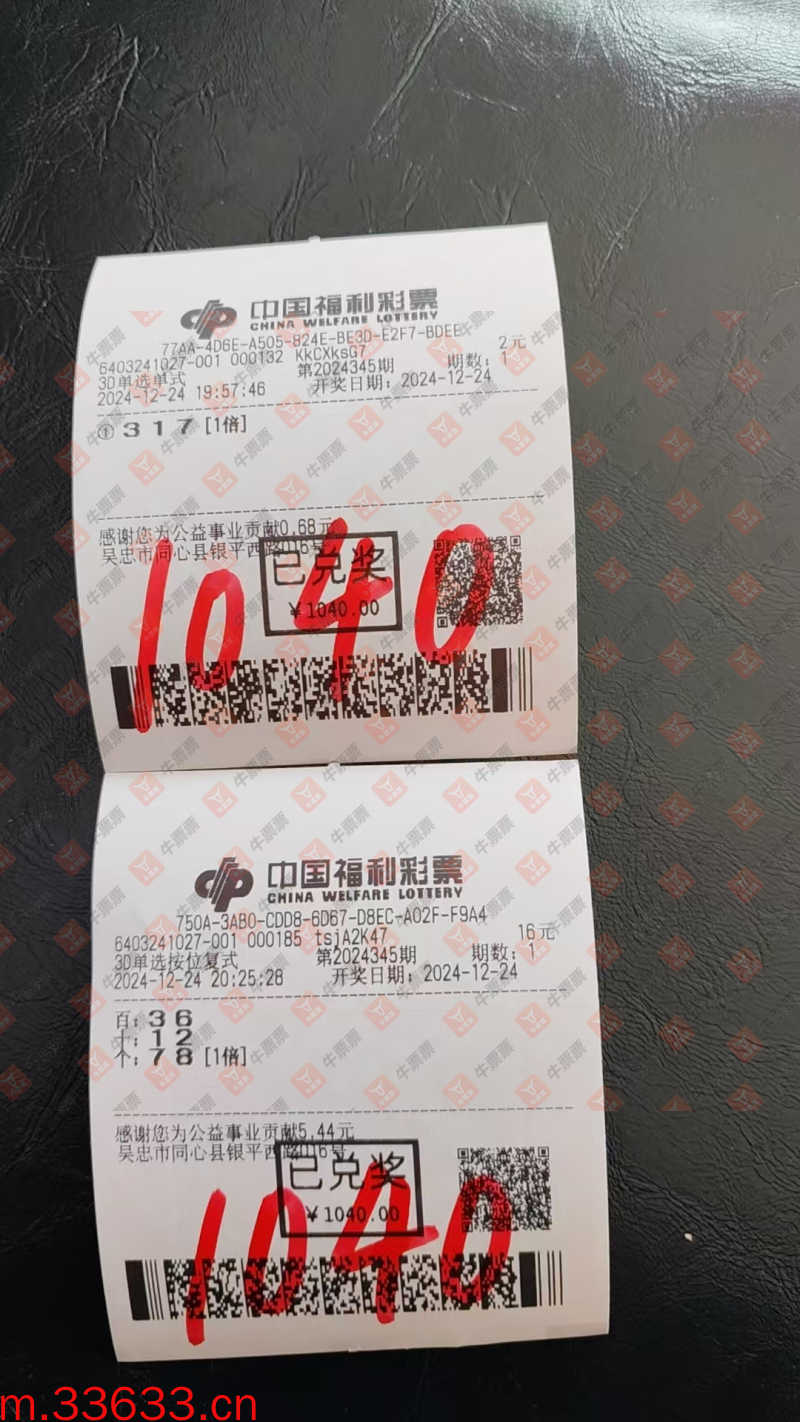 中国福利彩票
CHINA WELFARE LOTTERY
77AA-4D6E-A505-B24E-BE3D-E2F7-BDEE
6403241027-001 000132 KkCXksG7 2元
3D单选单式 第2024345期 期数：1
2024-12-24 19:57:46 开奖日期：2024-12-24
① 3 1 7 [1倍]
感谢您为公益事业贡献0.68元
吴忠市同心县银平西路016号
已兑奖
￥1040.00
1040
中国福利彩票
CHINA WELFARE LOTTERY
750A-3AB0-CDD8-6D67-D8EC-A02F-F9A4
6403241027-001 000185 tsjA2K47 16元
3D单选按位复式 第2024345期 期数：1
2024-12-24 20:25:28 开奖日期：2024-12-24
百：3 6
十：1 2
个：7 8 [1倍]
感谢您为公益事业贡献5.44元
吴忠市同心县银平西路016号
已兑奖
￥1040.00
1040
牛票票
m.33633.cn